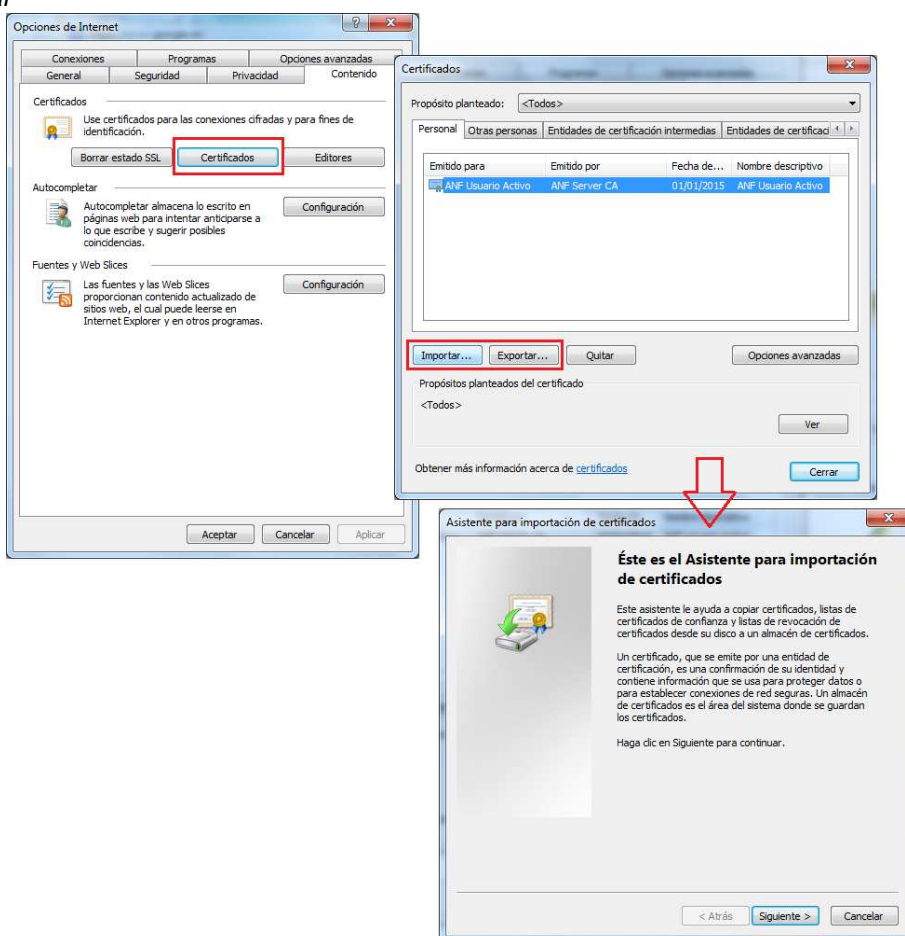 Opciones de Internet
Conexiones
Programas
Opciones avanzadas
General
Seguridad
Privacidad
Contenido
Certificados
Use certificados para las conexiones cifradas y para fines de
identificación.
Borrar estado SSL
Certificados
Editores
Autocompletar
Autocompletar almacena lo escrito en
páginas web para intentar anticiparse a
lo que escribe y sugerir posibles
coincidencias.
Configuración
Fuentes y Web Slices
Las fuentes y las Web Slices
proporcionan contenido actualizado de
sitios web, el cual puede leerse en
Internet Explorer y en otros programas.
Configuración
Aceptar
Cancelar
Aplicar
Certificados
Propósito planteado:
<Todos>
Personal
Otras personas
Entidades de certificación intermedias
Entidades de certificaci
Emitido para
Emitido por
Fecha de...
Nombre descriptivo
ANF Usuario Activo
ANF Server CA
01/01/2015
ANF Usuario Activo
Importar...
Exportar...
Quitar
Opciones avanzadas
Propósitos planteados del certificado
<Todos>
Ver
Obtener más información acerca de certificados
Cerrar
Asistente para importación de certificados
Éste es el Asistente para importación
de certificados
Este asistente le ayuda a copiar certificados, listas de
certificados de confianza y listas de revocación de
certificados desde su disco a un almacén de certificados.
Un certificado, que se emite por una entidad de
certificación, es una confirmación de su identidad y
contiene información que se usa para proteger datos o
para establecer conexiones de red seguras. Un almacén
de certificados es el área del sistema donde se guardan
los certificados.
Haga clic en Siguiente para continuar.
< Atrás
Siguiente >
Cancelar